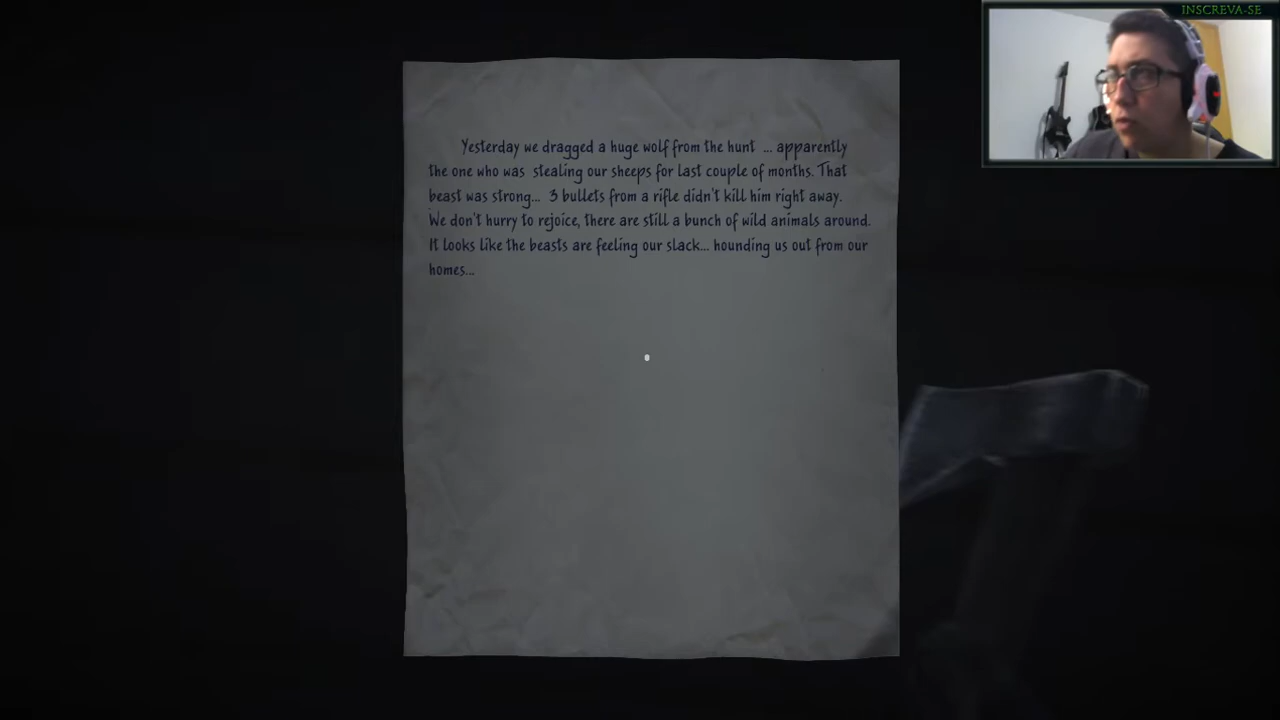 INSCREVA-SE
Yesterday we dragged a huge wolf from the hunt ... apparently
the one who was stealing our sheeps for last couple of months. That
beast was strong... 3 bullets from a rifle didn't kill him right away.
We don't hurry to rejoice, there are still a bunch of wild animals around.
It looks like the beasts are feeling our slack... hounding us out from our
homes...